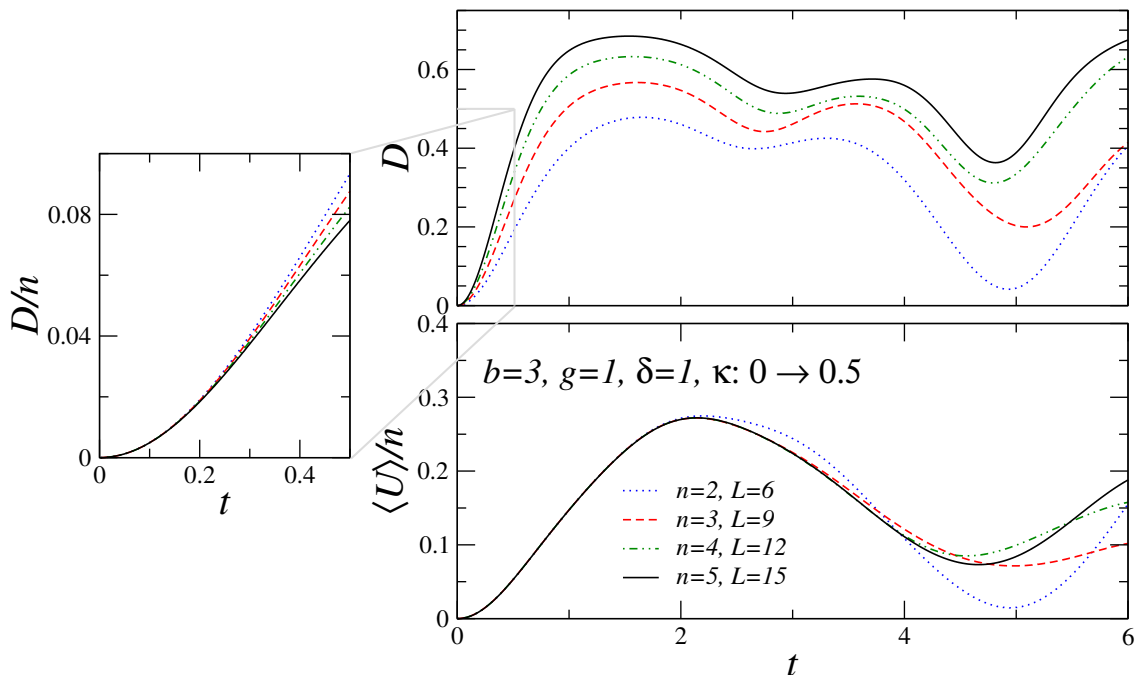 D/n
0.08
0.04
0
0
0.2
0.4
t
D
0.6
0.4
0.2
0
⟨U⟩/n
0.4
0.3
0.2
0.1
0
b=3, g=1, δ=1, κ: 0 → 0.5
n=2, L=6
n=3, L=9
n=4, L=12
n=5, L=15
0
2
4
6
t